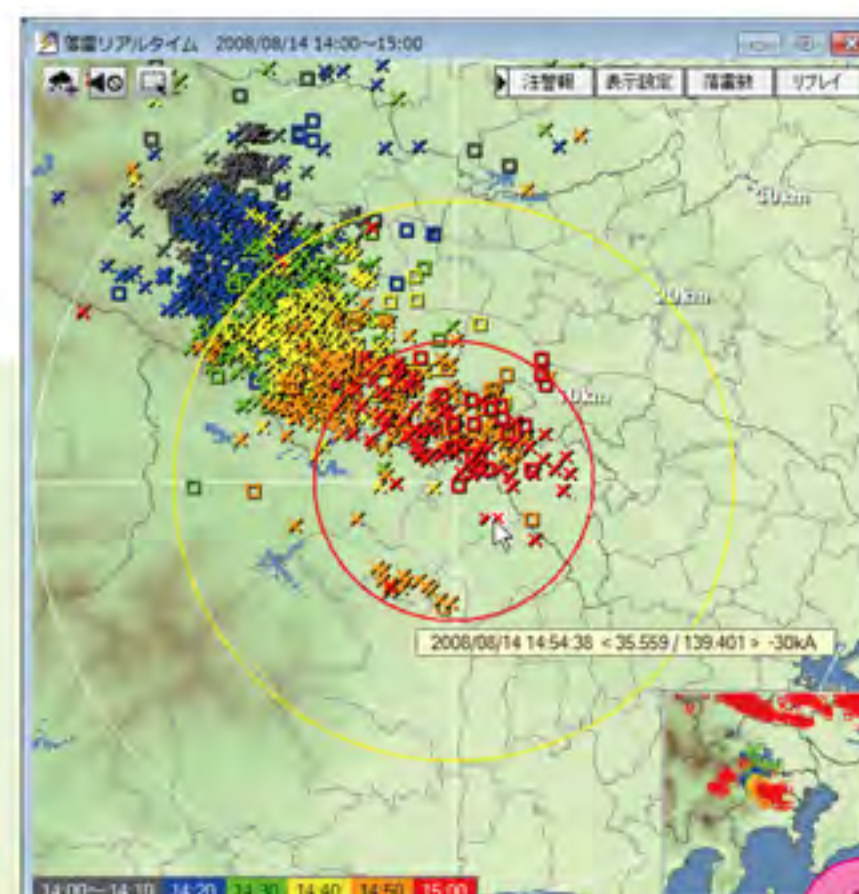 落雷リアルタイム 2008/08/14 14:00～15:00
注警報 表示設定 落雷数 リプレイ
30km
20km
10km
2008/08/14 14:54:38 <35.559 / 139.401> -30kA
14:00～14:10 14:20 14:30 14:40 14:50 15:00